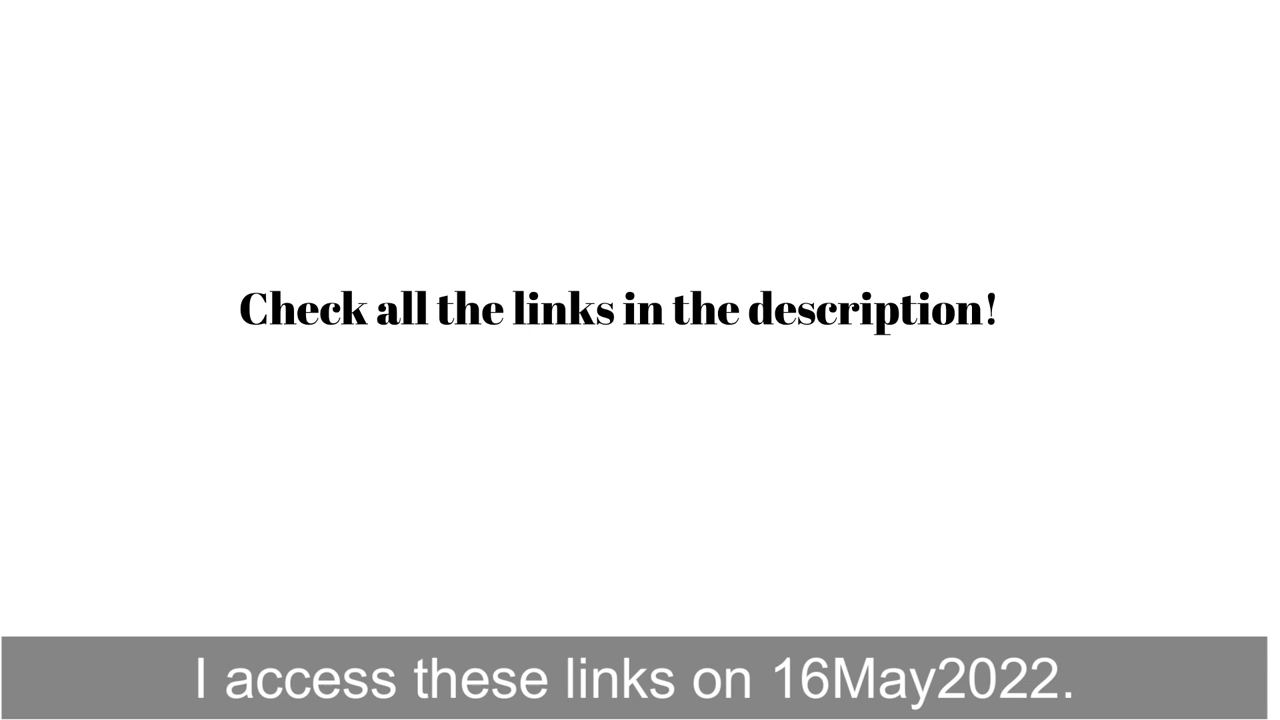 Check all the links in the description!
I access these links on 16May2022.